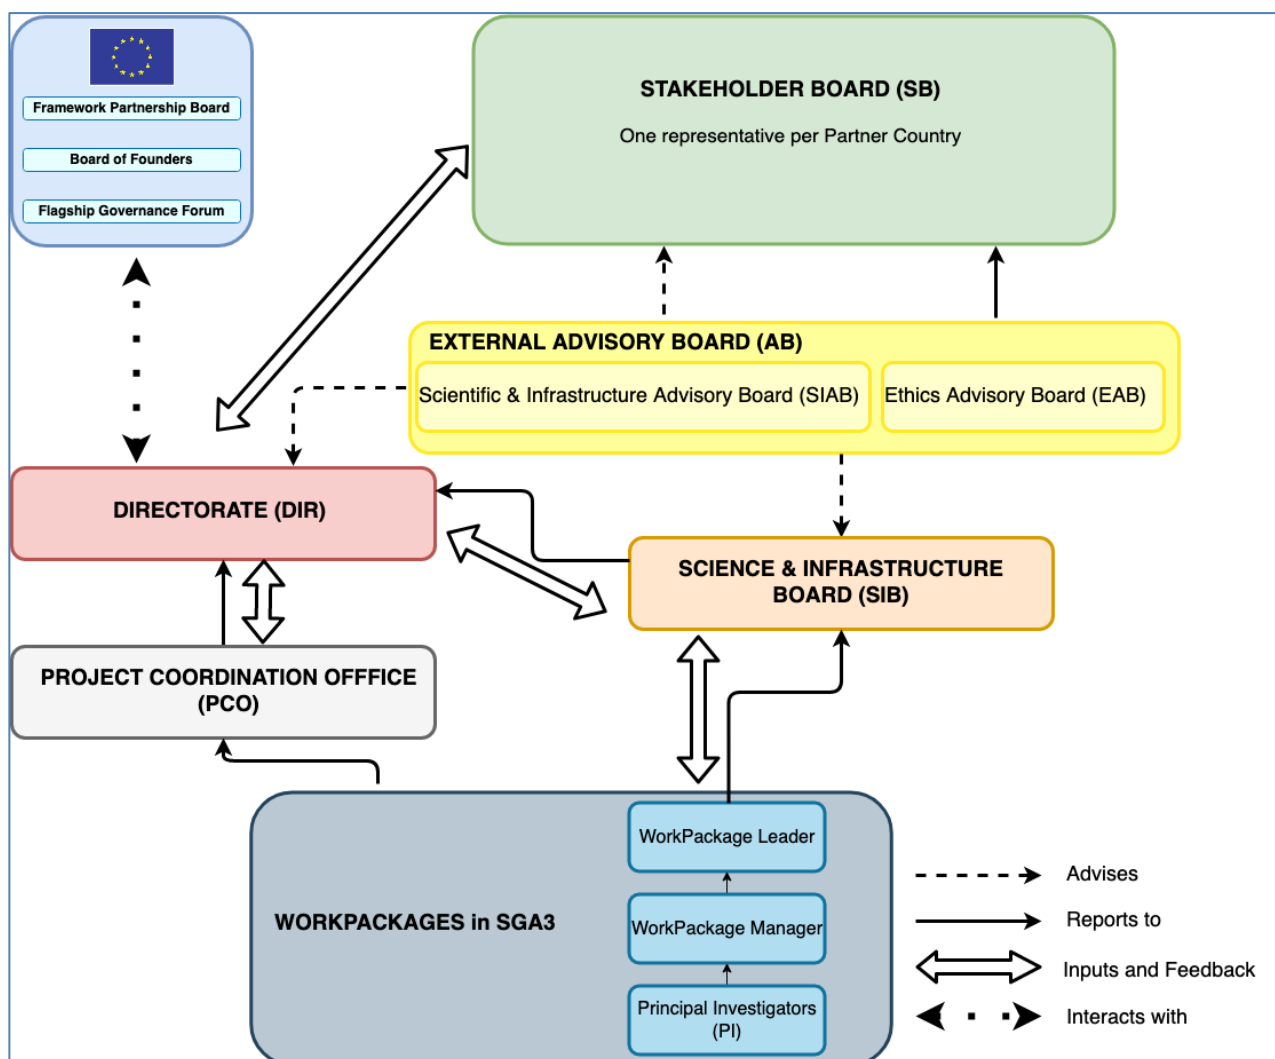 Framework Partnership Board
Board of Founders
Flagship Governance Forum
STAKEHOLDER BOARD (SB)
One representative per Partner Country
EXTERNAL ADVISORY BOARD (AB)
Scientific & Infrastructure Advisory Board (SIAB)
Ethics Advisory Board (EAB)
DIRECTORATE (DIR)
SCIENCE & INFRASTRUCTURE
BOARD (SIB)
PROJECT COORDINATION OFFFICE
(PCO)
WORKPACKAGES in SGA3
WorkPackage Leader
WorkPackage Manager
Principal Investigators
(PI)
Advises
Reports to
Inputs and Feedback
Interacts with